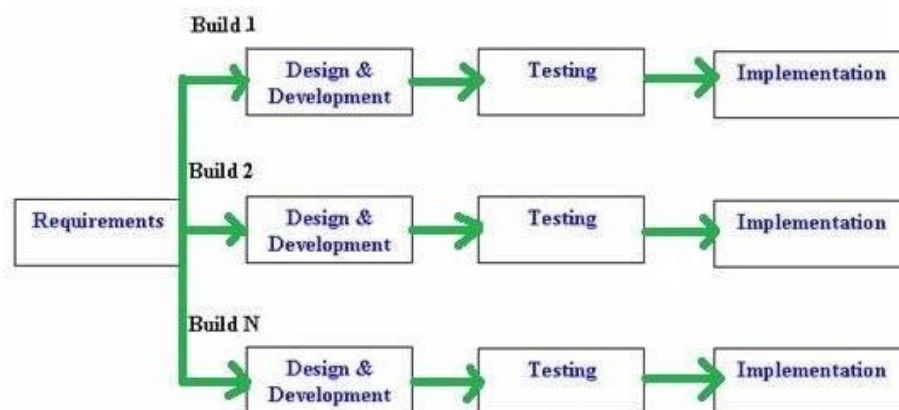 Build 1
Design &
Development
Testing
Implementation
Build 2
Requirements
Design &
Development
Testing
Implementation
Build N
Design &
Development
Testing
Implementation